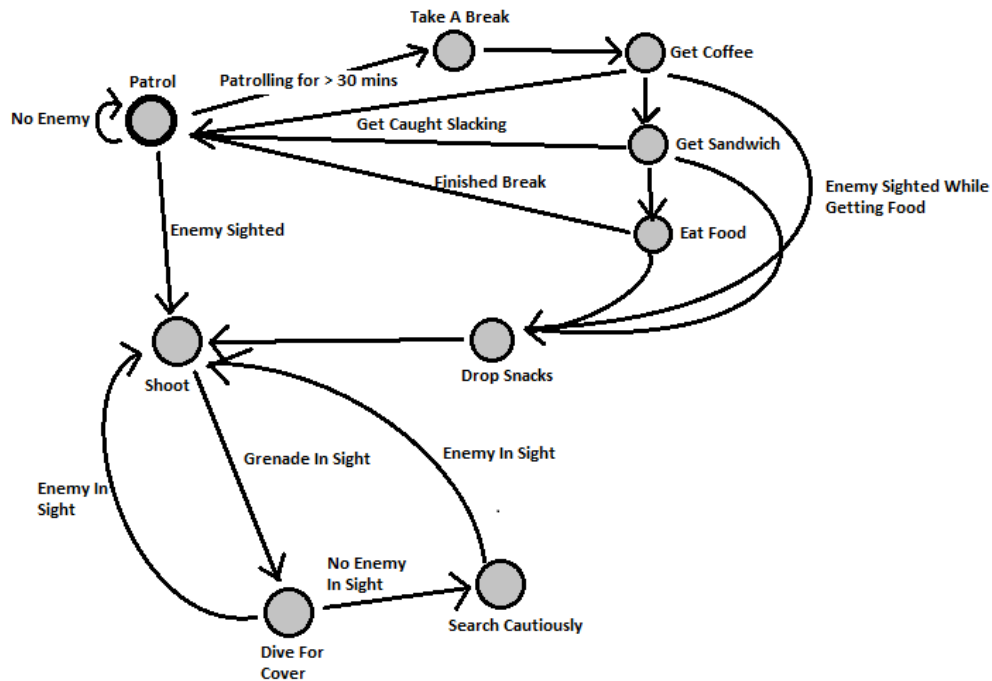 Take A Break
Get Coffee
Patrol
Patrolling for > 30 mins
No Enemy
Get Caught Slacking
Get Sandwich
Enemy Sighted While
Getting Food
Finished Break
Eat Food
Enemy Sighted
Shoot
Drop Snacks
Grenade In Sight
Enemy In Sight
Enemy In
Sight
No Enemy
In Sight
Search Cautiously
Dive For
Cover